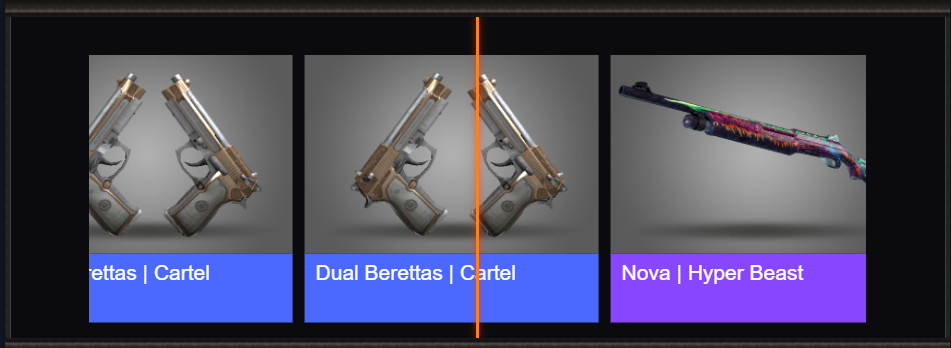 rettas | Cartel
Dual Berettas | Cartel
Nova | Hyper Beast